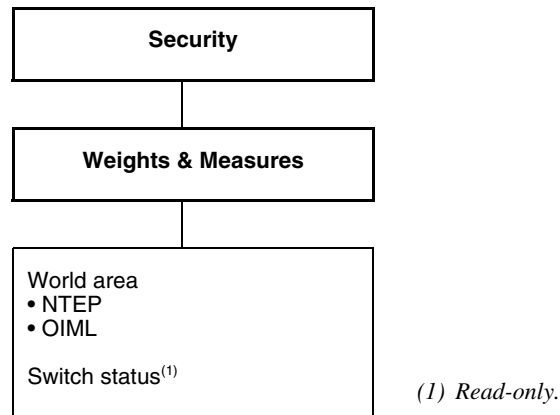 Security
Weights & Measures
World area
• NTEP
• OIML
Switch status(1)
(1) Read-only.